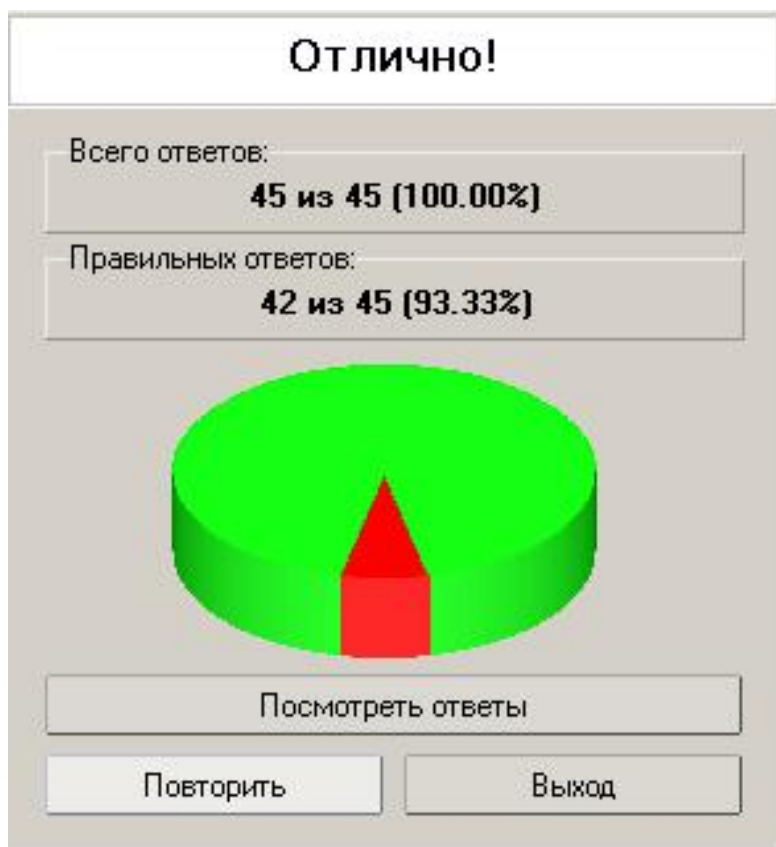 Отлично!
Всего ответов:
45 из 45 (100.00%)
Правильных ответов:
42 из 45 (93.33%)
Посмотреть ответы
Повторить
Выход